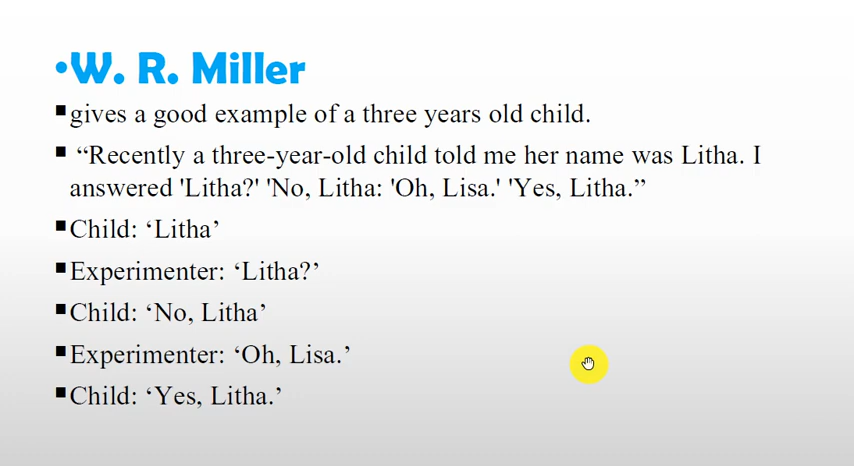 •W. R. Miller
▪gives a good example of a three years old child.
▪ “Recently a three-year-old child told me her name was Litha. I
answered 'Litha?' 'No, Litha: 'Oh, Lisa.' 'Yes, Litha.”
▪Child: ‘Litha’
▪Experimenter: ‘Litha?’
▪Child: ‘No, Litha’
▪Experimenter: ‘Oh, Lisa.’
▪Child: ‘Yes, Litha.’